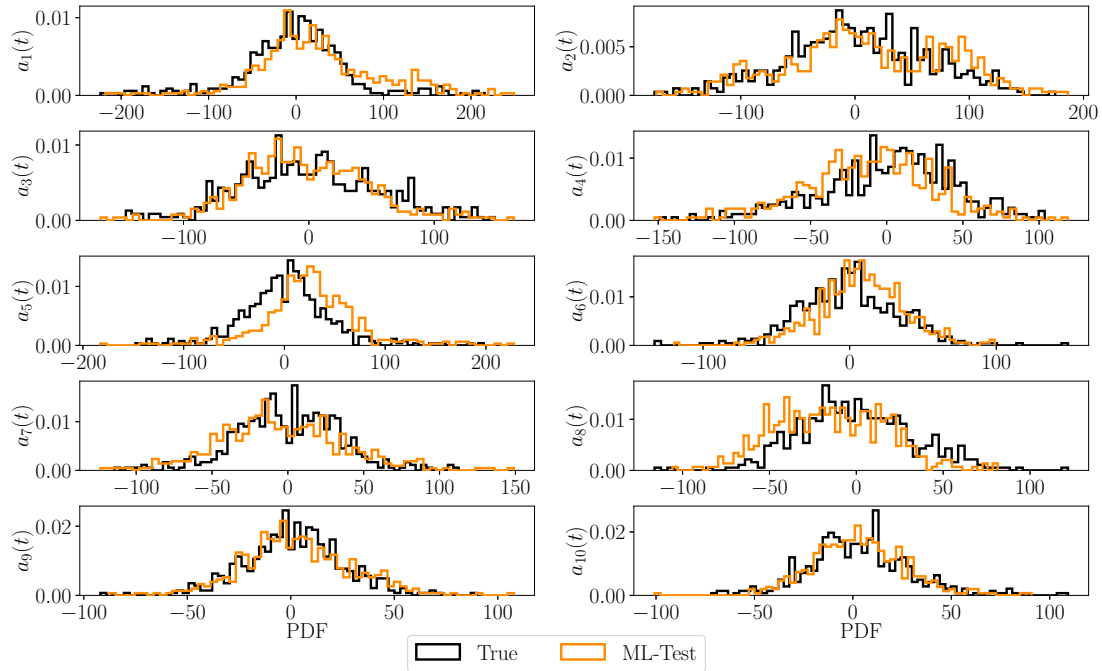 a₁(t)
0.01
0.00
−200 −100 0 100 200
a₂(t)
0.005
0.000
−100 0 100 200
a₃(t)
0.01
0.00
−100 0 100
a₄(t)
0.01
0.00
−150 −100 −50 0 50 100
a₅(t)
0.01
0.00
−200 −100 0 100 200
a₆(t)
0.01
0.00
−100 0 100
a₇(t)
0.01
0.00
−100 −50 0 50 100 150
a₈(t)
0.01
0.00
−100 −50 0 50 100
a₉(t)
0.02
0.00
−100 −50 0 50 100
PDF
a₁₀(t)
0.02
0.00
−100 −50 0 50 100
PDF
True ML-Test